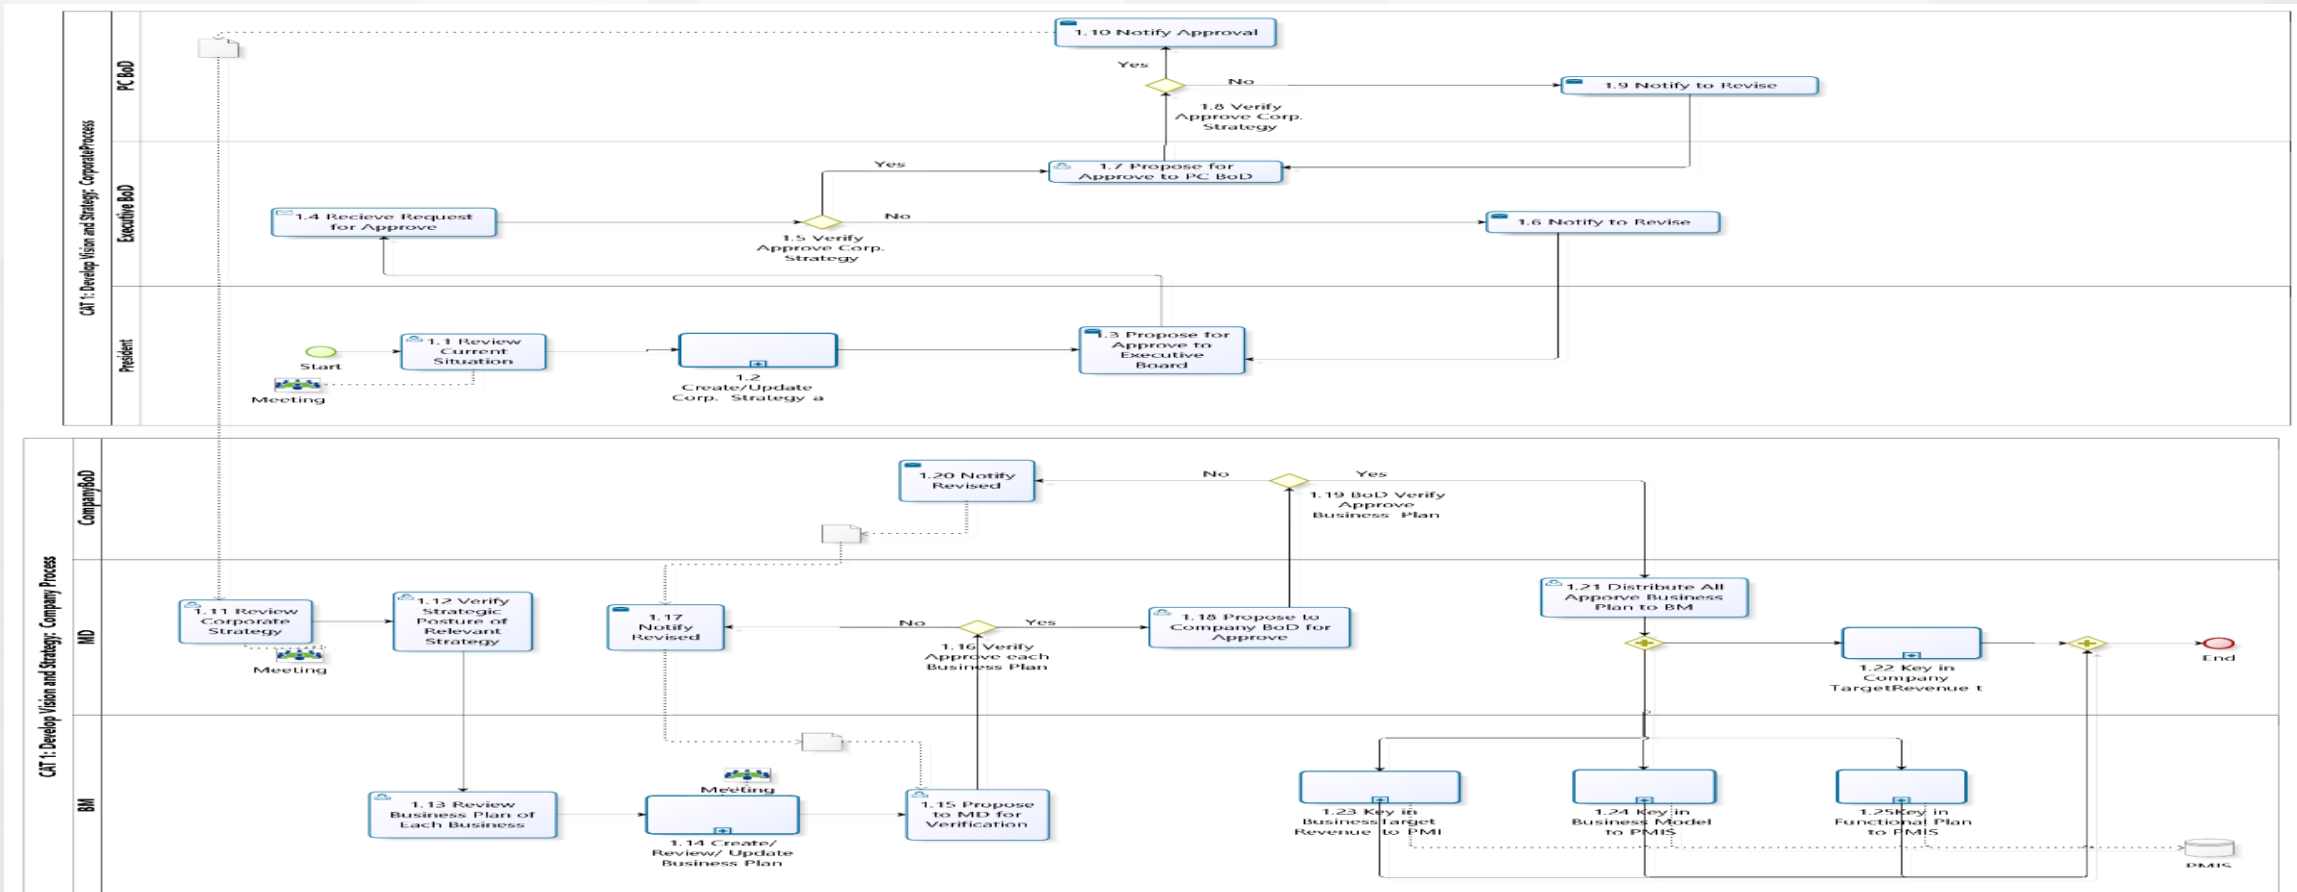 CAT 1: Develop Vision and Strategy: CorporateProccess
PC BoD
1.10 Notify Approval
Yes
No
1.9 Notify to Revise
1.8 Verify
Approve Corp.
Strategy
Executive BoD
Yes
1.7 Propose for
Approve to PC BoD
1.4 Recieve Request
for Approve
No
1.6 Notify to Revise
1.5 Verify
Approve Corp.
Strategy
President
Start
1.1 Review
Current
Situation
Meeting
1.2
Create/Update
Corp. Strategy a
1.3 Propose for
Approve to
Executive
Board
CAT 1: Develop Vision and Strategy: Company Process
CompanyBoD
1.20 Notify
Revised
No
Yes
1.19 BoD Verify
Approve
Business Plan
MD
1.11 Review
Corporate
Strategy
Meeting
1.12 Verify
Strategic
Posture of
Relevant
Strategy
1.17
Notify
Revised
No
Yes
1.16 Verify
Approve each
Business Plan
1.18 Propose to
Company BoD for
Approve
1.21 Distribute All
Apporve Business
Plan to BM
1.22 Key in
Company
TargetRevenue t
End
BM
1.13 Review
Business Plan of
Each Business
Meeting
1.14 Create/
Review/ Update
Business Plan
1.15 Propose
to MD for
Verification
1.23 Key in
Business Target
Revenue to PMI
1.24 Key in
Business Model
to PMIS
1.25Key in
Functional Plan
to PMIS
PMIS